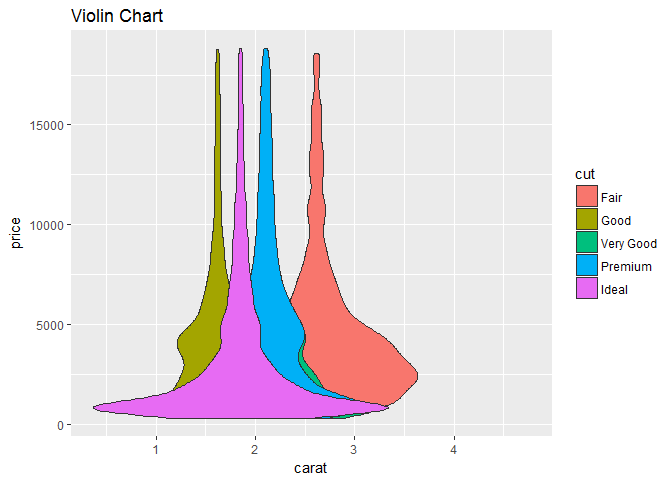 Violin Chart
price
15000
10000
5000
0
1 2 3 4
carat
cut
Fair
Good
Very Good
Premium
Ideal